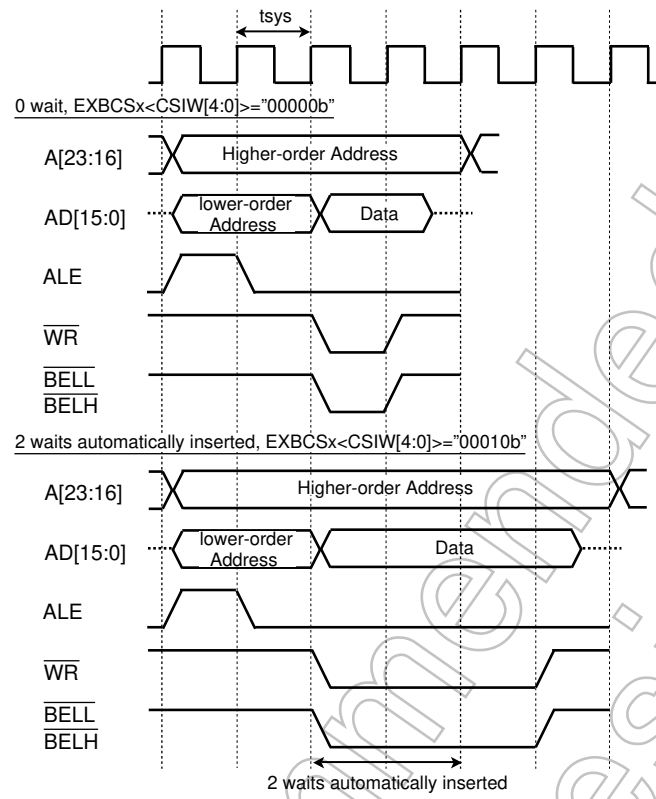 tsys
0 wait, EXBCSx<CSIW[4:0]>="00000b"
A[23:16]
Higher-order Address
AD[15:0]
lower-order
Address
Data
ALE
WR
BELL
BELH
2 waits automatically inserted, EXBCSx<CSIW[4:0]>="00010b"
A[23:16]
Higher-order Address
AD[15:0]
lower-order
Address
Data
ALE
WR
BELL
BELH
2 waits automatically inserted